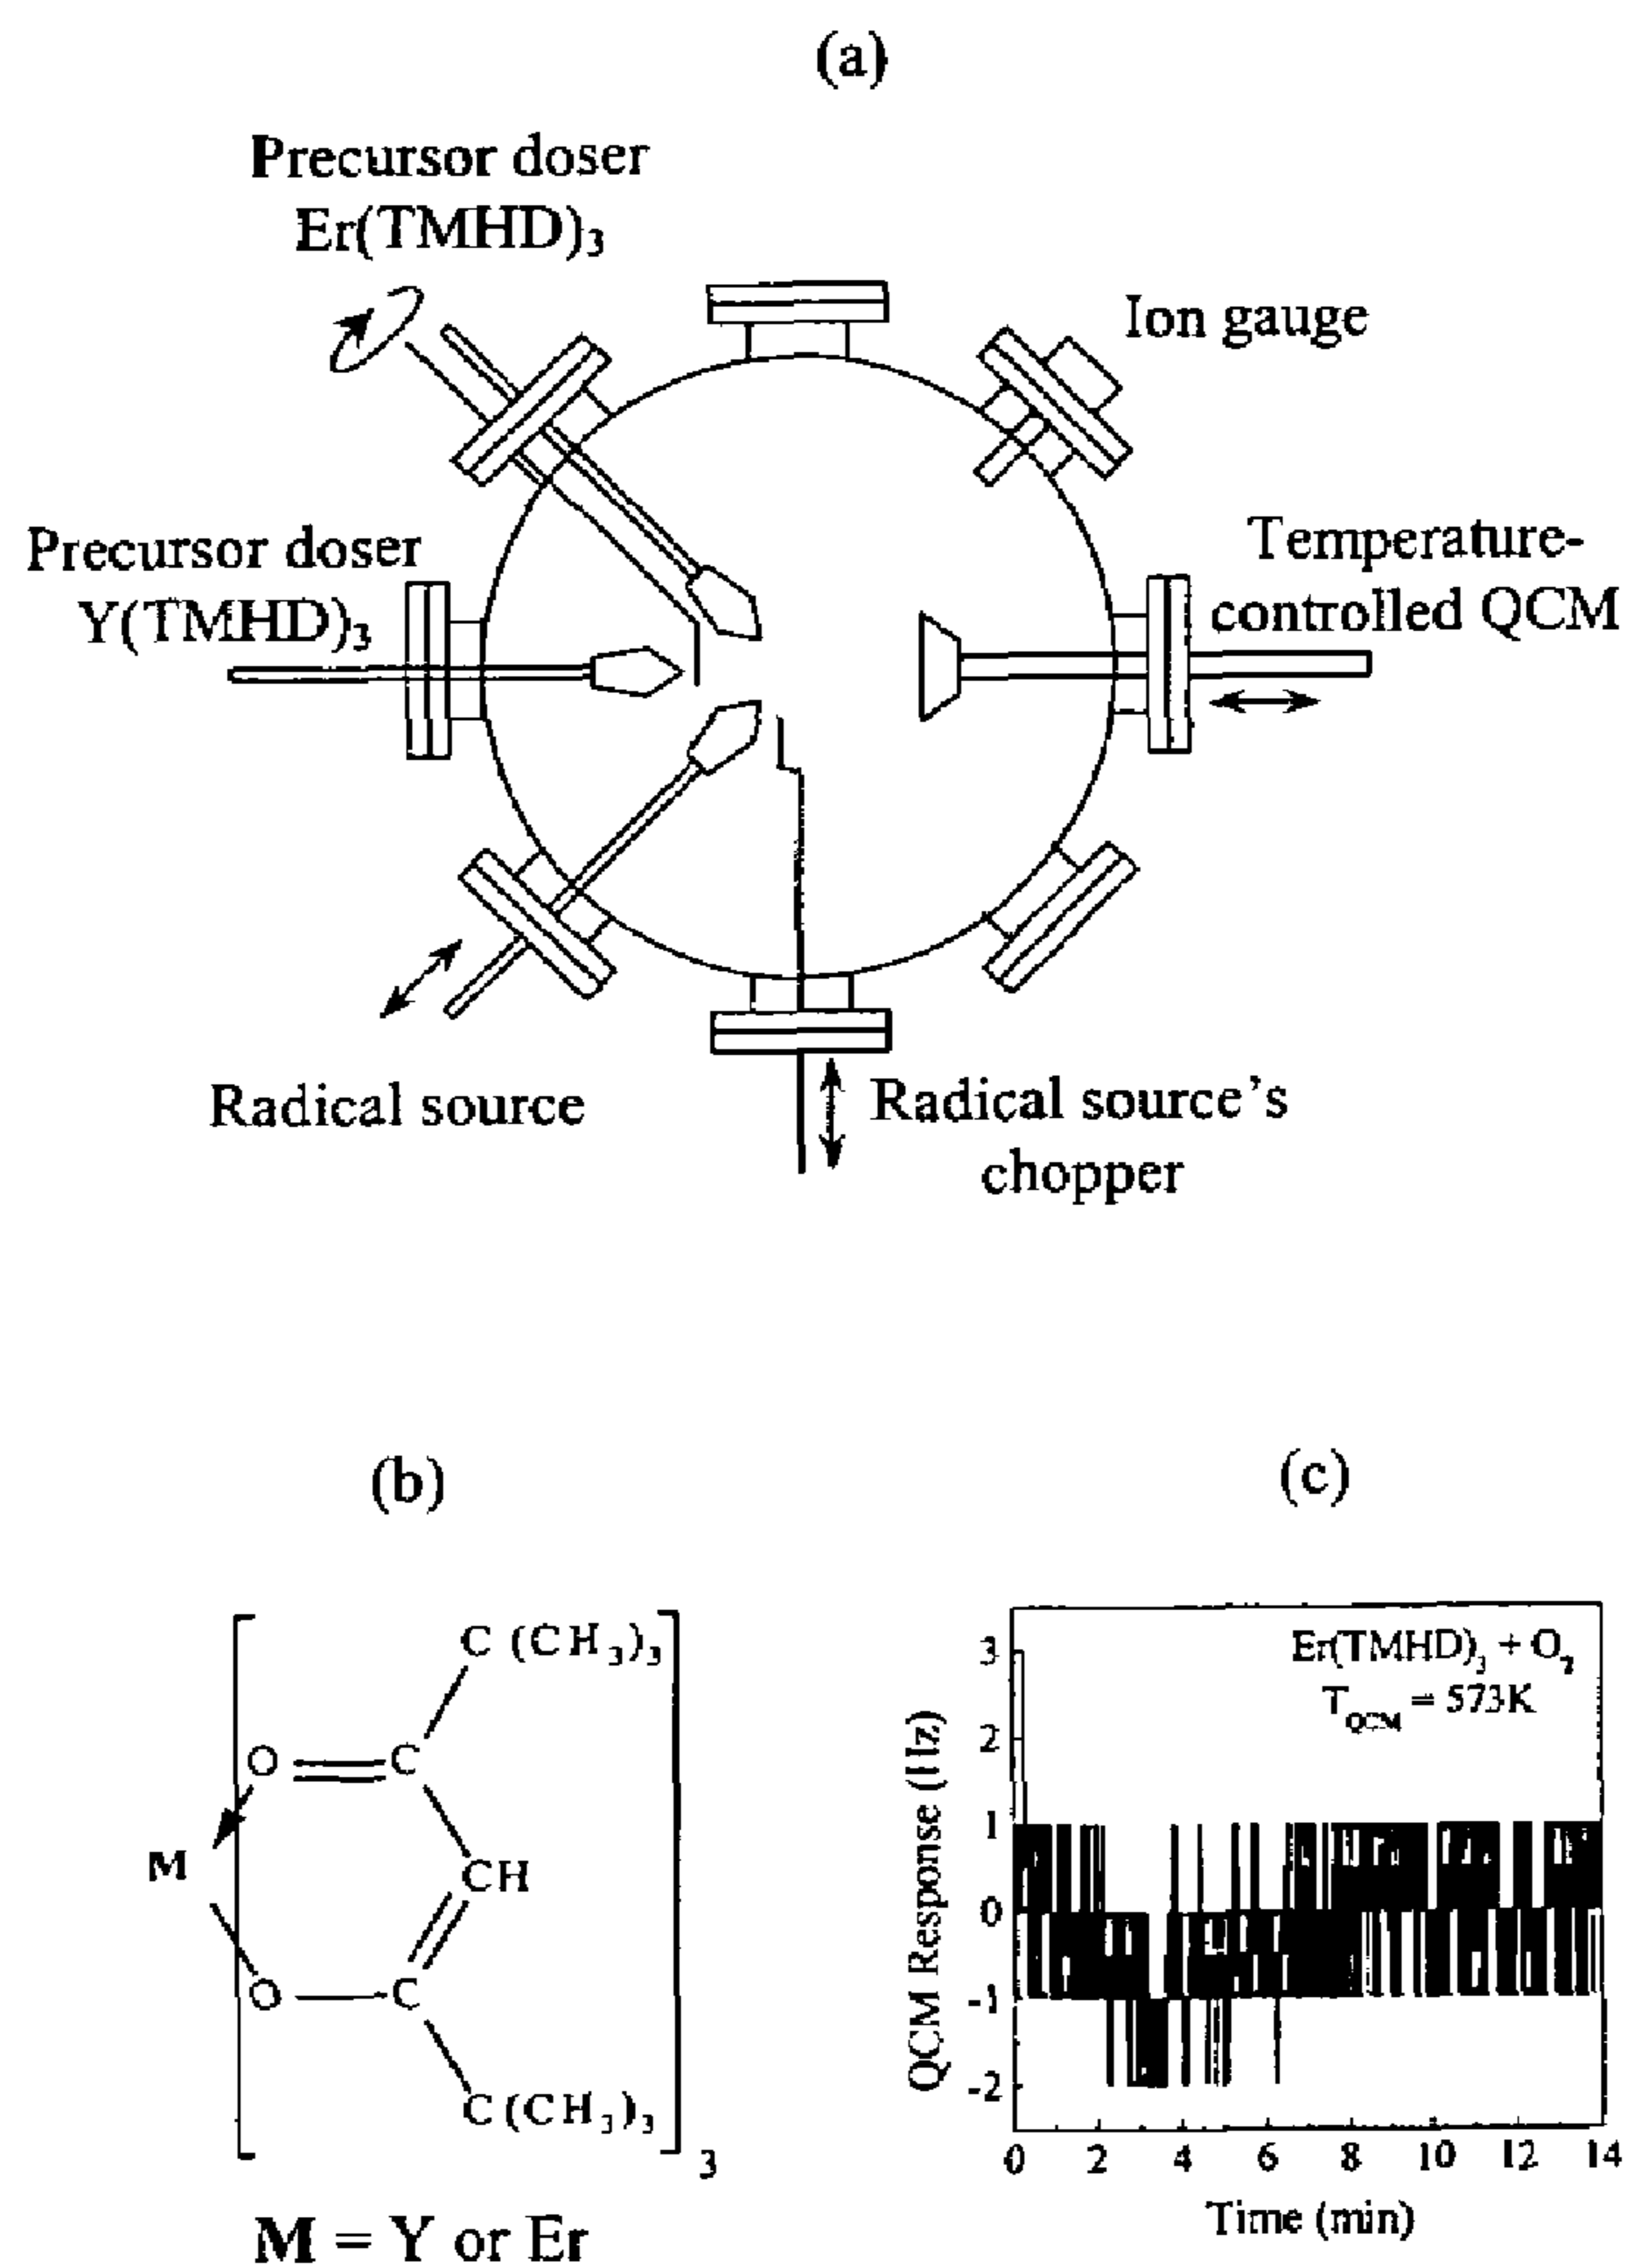 (a)
Precursor doser
Er(TMHD)₃
Ion gauge
Precursor doser
Y(TMHD)₃
Temperature-
controlled QCM
Radical source
Radical source's
chopper
(b)
C (CH₃)₃
O
C
M
CH
O
C
C (CH₃)₃
3
M = Y or Er
(c)
Er(TMHD)₃ + O₂
T_QCM = 573K
QCM Response (Hz)
3
2
1
0
-1
-2
0 2 4 6 8 10 12 14
Time (min)